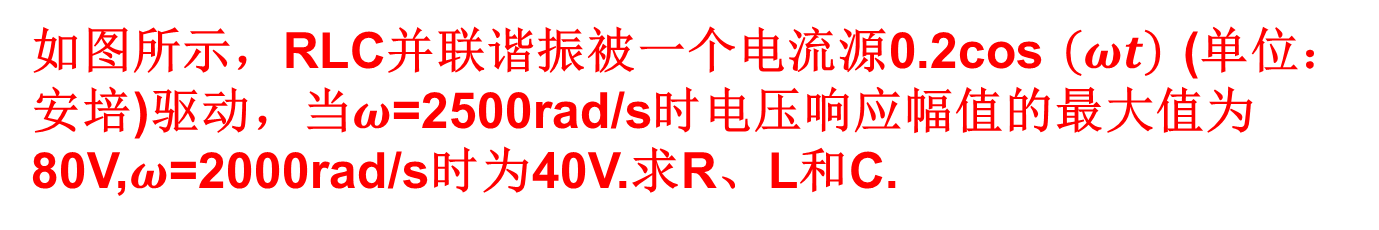 如图所示，RLC并联谐振被一个电流源0.2cos（ωt）(单位：
安培)驱动，当ω=2500rad/s时电压响应幅值的最大值为
80V,ω=2000rad/s时为40V.求R、L和C.